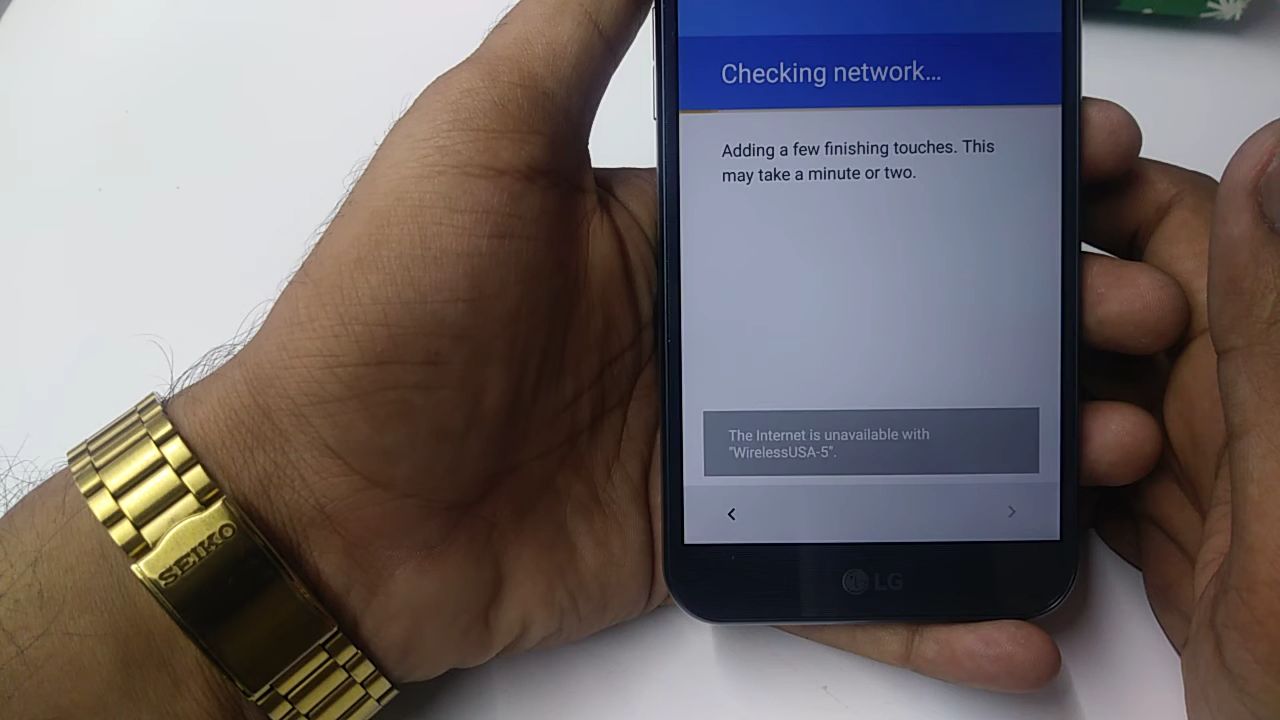 Checking network...
Adding a few finishing touches. This
may take a minute or two.
The Internet is unavailable with
"WirelessUSA-5".
LG
SEIKO